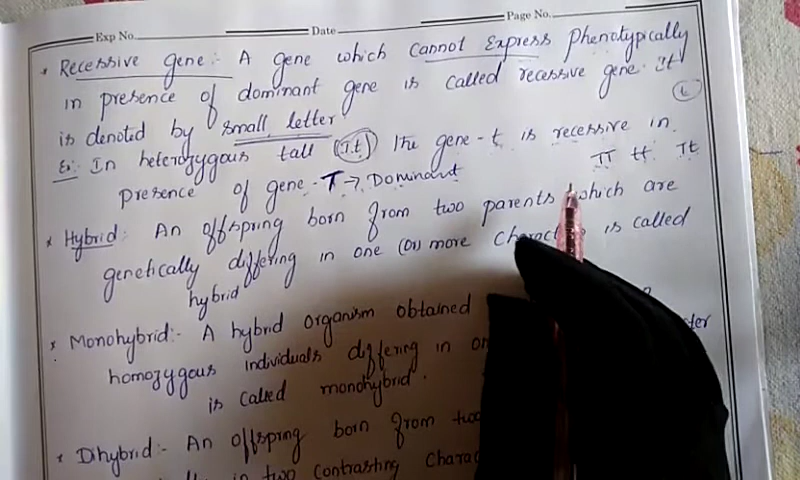 Exp No. Date Page No.
* Recessive gene:- A gene which cannot express phenotypically
in presence of dominant gene is called recessive gene. it
is denoted by small letter (t)
Ex:- In heterozygous tall (T.t) The gene - t is recessive in
presence of gene - T → Dominant TT tt Tt
* Hybrid: An offspring born from two parents which are
genetically differing in one (or) more is called
hybrid
* Monohybrid:- A hybrid organism obtained
homozygous individuals differing in
is called monohybrid.
* Dihybrid:- An offspring born from two
in two contrasting